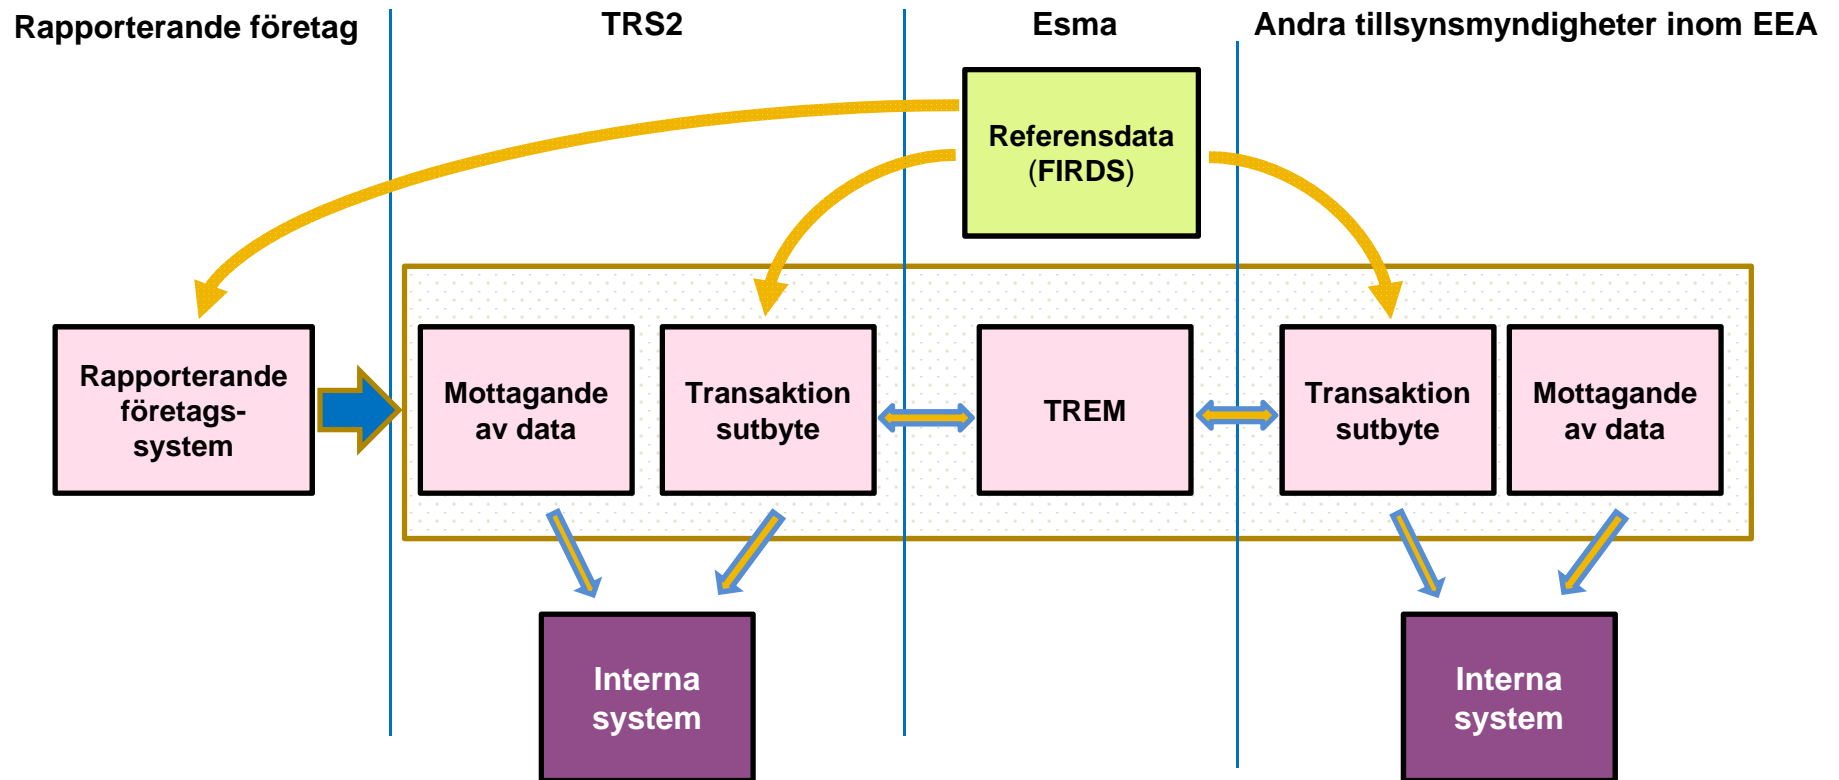 Rapporterande företag
TRS2
Esma
Andra tillsynsmyndigheter inom EEA
Referensdata
(FIRDS)
Rapporterande
företags-
system
Mottagande
av data
Transaktion
sutbyte
TREM
Transaktion
sutbyte
Mottagande
av data
Interna
system
Interna
system